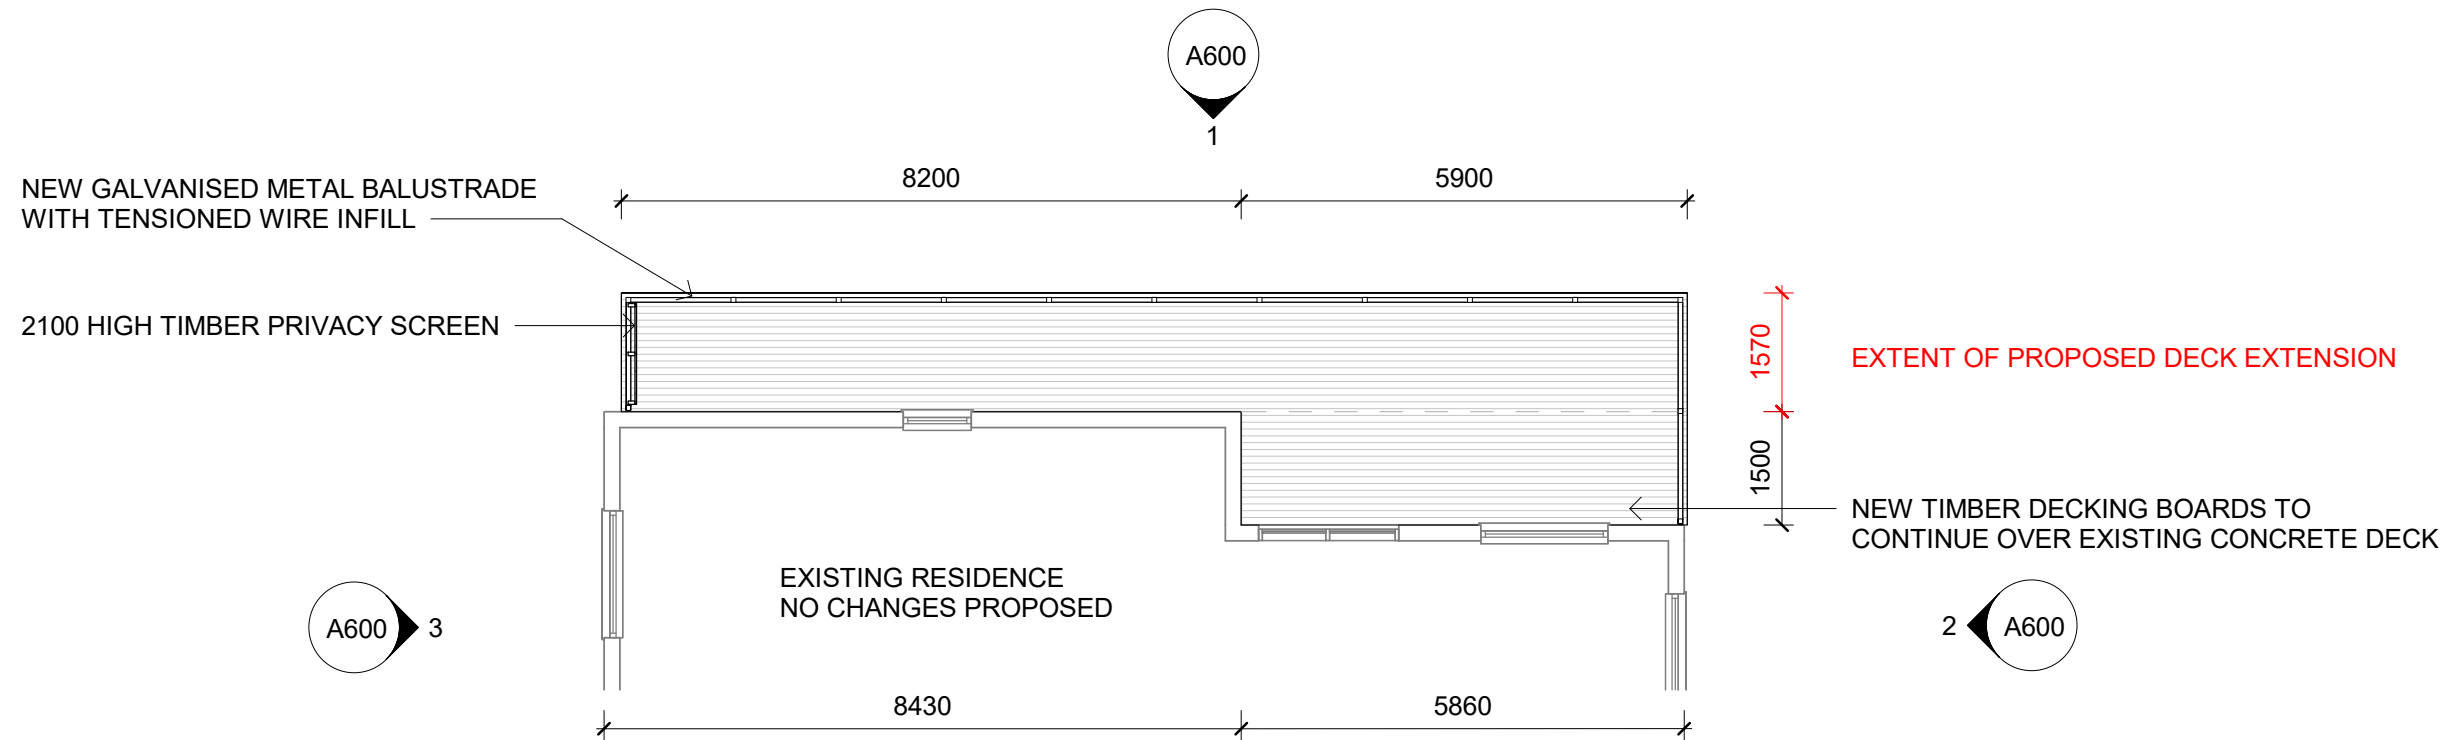 A600
1
8200
5900
NEW GALVANISED METAL BALUSTRADE
WITH TENSIONED WIRE INFILL
2100 HIGH TIMBER PRIVACY SCREEN
1570
EXTENT OF PROPOSED DECK EXTENSION
1500
NEW TIMBER DECKING BOARDS TO
CONTINUE OVER EXISTING CONCRETE DECK
EXISTING RESIDENCE
NO CHANGES PROPOSED
A600
3
2
A600
8430
5860